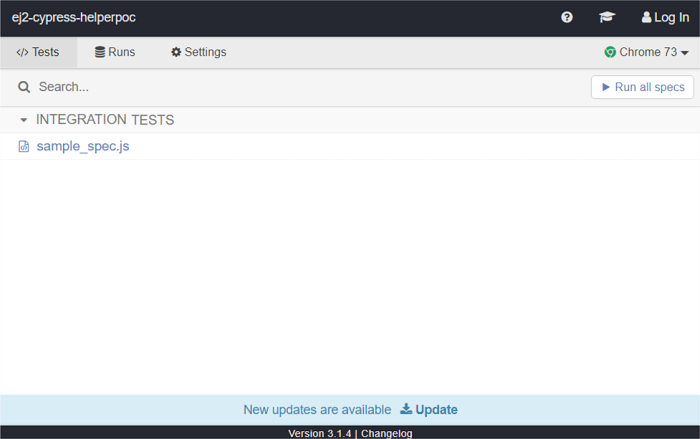 ej2-cypress-helperpoc Log In
</> Tests Runs Settings Chrome 73
Search... Run all specs
INTEGRATION TESTS
sample_spec.js
New updates are available Update
Version 3.1.4 | Changelog